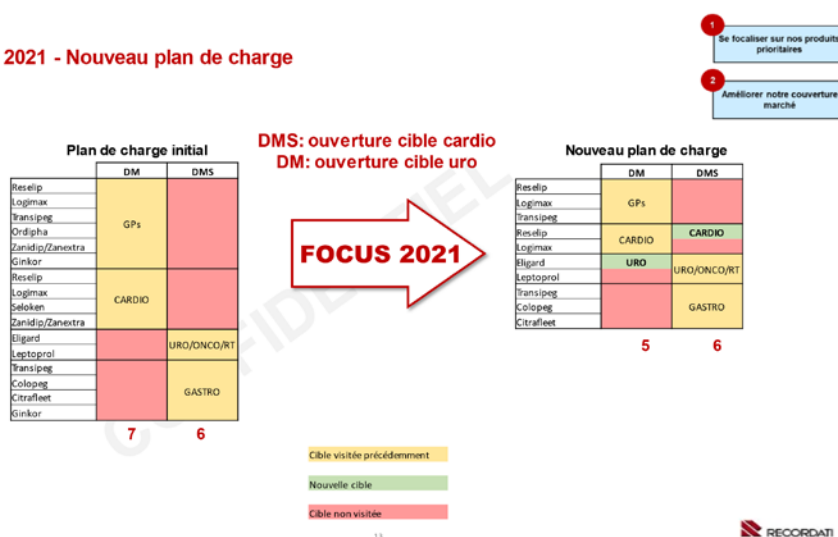 1
Se focaliser sur nos produits
prioritaires
2021 - Nouveau plan de charge
2
Améliorer notre couverture
marché
DMS: ouverture cible cardio
DM: ouverture cible uro
Plan de charge initial
DM DMS
Reselip
Logimax
Transipeg
Ordipha
Zanidip/Zanextra
Ginkor
GPs
Reselip
Logimax
Seloken
Zanidip/Zanextra
CARDIO
Eligard
Leptoprol
URO/ONCO/RT
Transipeg
Colopeg
Citrafleet
Ginkor
GASTRO
7 6
FOCUS 2021
Nouveau plan de charge
DM DMS
Reselip
Logimax
Transipeg
GPs
Reselip
Logimax
CARDIO
CARDIO
Eligard
Leptoprol
URO
URO/ONCO/RT
Transipeg
Colopeg
Citrafleet
GASTRO
5 6
CONFIDENTIEL
Cible visitée précédemment
Nouvelle cible
Cible non visitée
13
RECORDATI